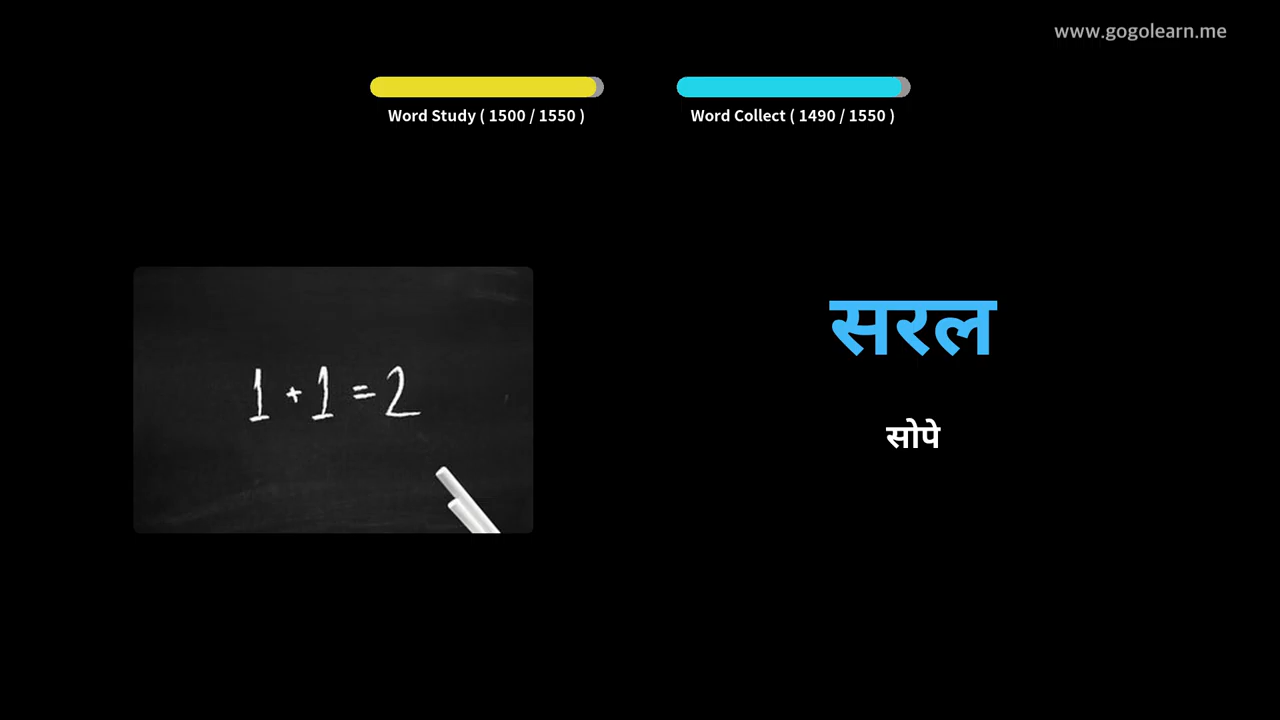 www.gogolearn.me
Word Study ( 1500 / 1550 )
Word Collect ( 1490 / 1550 )
1 + 1 = 2
सरल
सोपे